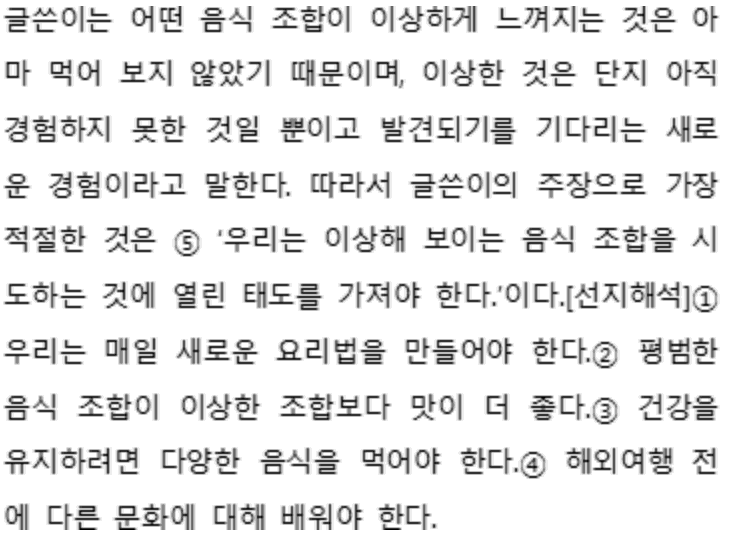 글쓴이는 어떤 음식 조합이 이상하게 느껴지는 것은 아
마 먹어 보지 않았기 때문이며, 이상한 것은 단지 아직
경험하지 못한 것일 뿐이고 발견되기를 기다리는 새로
운 경험이라고 말한다. 따라서 글쓴이의 주장으로 가장
적절한 것은 ⑤ ‘우리는 이상해 보이는 음식 조합을 시
도하는 것에 열린 태도를 가져야 한다.’이다.[선지해석]①
우리는 매일 새로운 요리법을 만들어야 한다.② 평범한
음식 조합이 이상한 조합보다 맛이 더 좋다.③ 건강을
유지하려면 다양한 음식을 먹어야 한다.④ 해외여행 전
에 다른 문화에 대해 배워야 한다.